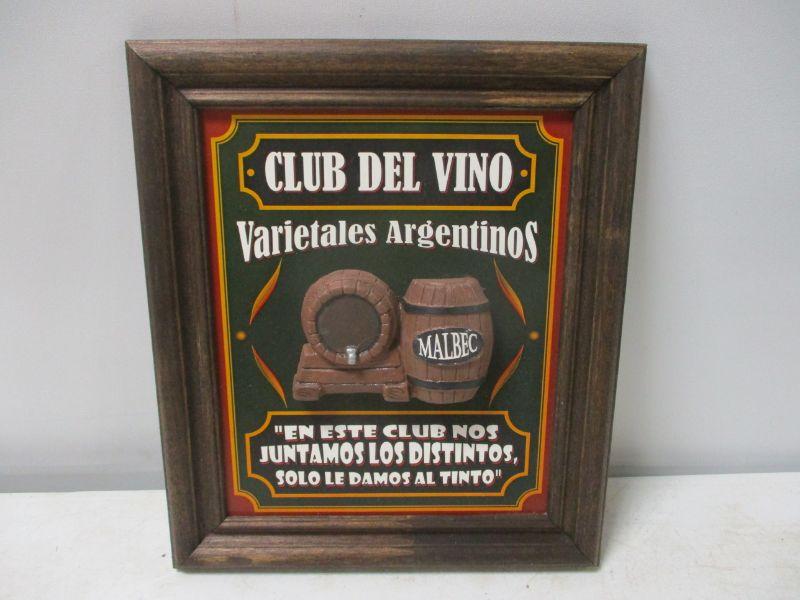 CLUB DEL VINO
Varietales Argentinos
MALBEC
"EN ESTE CLUB NOS
JUNTAMOS LOS DISTINTOS,
SOLO LE DAMOS AL TINTO"